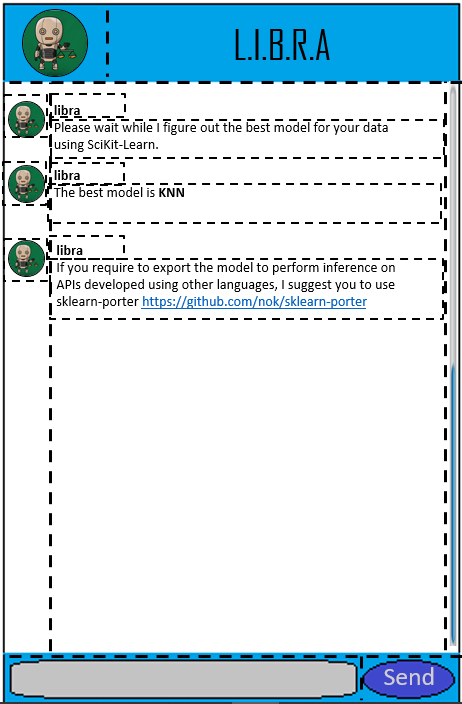 L.I.B.R.A
libra
Please wait while I figure out the best model for your data
using SciKit-Learn.
libra
The best model is KNN
libra
If you require to export the model to perform inference on
APIs developed using other languages, I suggest you to use
sklearn-porter https://github.com/nok/sklearn-porter
Send